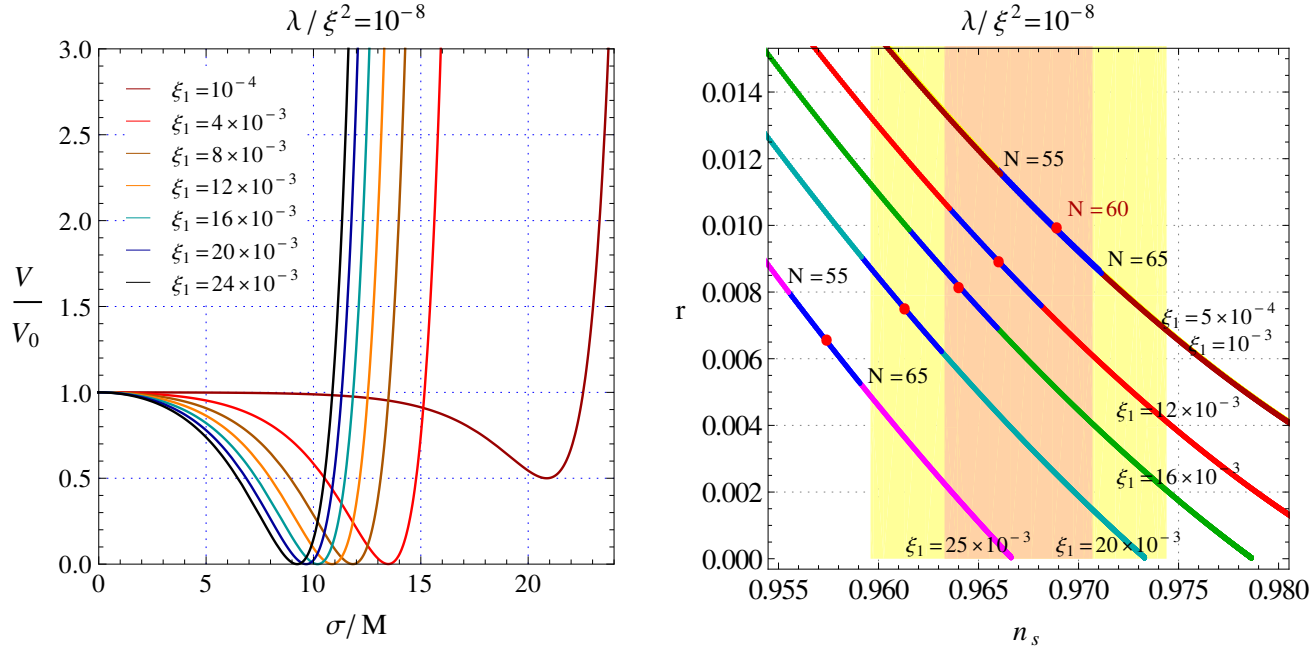 λ / ξ²=10⁻⁸
3.0
2.5
2.0
1.5
1.0
0.5
0.0
V
V₀
ξ₁ =10⁻⁴
ξ₁ =4×10⁻³
ξ₁ =8×10⁻³
ξ₁ =12×10⁻³
ξ₁ =16×10⁻³
ξ₁ =20×10⁻³
ξ₁ =24×10⁻³
0 5 10 15 20
σ/ M
λ / ξ²=10⁻⁸
0.014
0.012
0.010
0.008
0.006
0.004
0.002
0.000
r
N = 55
N = 60
N = 65
N = 55
N = 65
ξ₁ = 5×10⁻⁴
ξ₁ = 10⁻³
ξ₁ = 12×10⁻³
ξ₁ = 16×10⁻³
ξ₁ = 25×10⁻³
ξ₁ = 20×10⁻³
0.955 0.960 0.965 0.970 0.975 0.980
nₛ